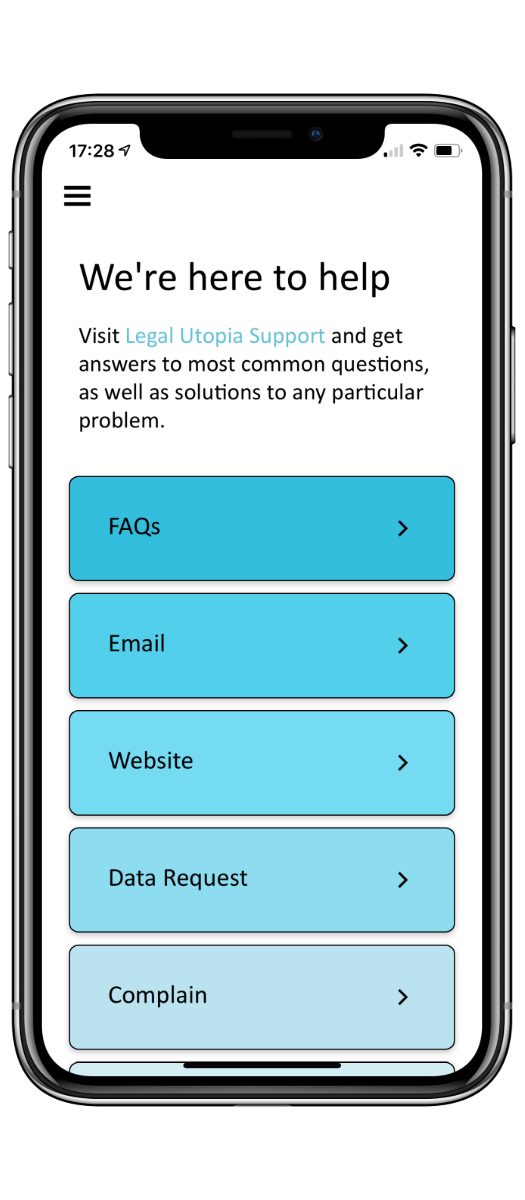 17:28
We're here to help
Visit Legal Utopia Support and get
answers to most common questions,
as well as solutions to any particular
problem.
FAQs
Email
Website
Data Request
Complain